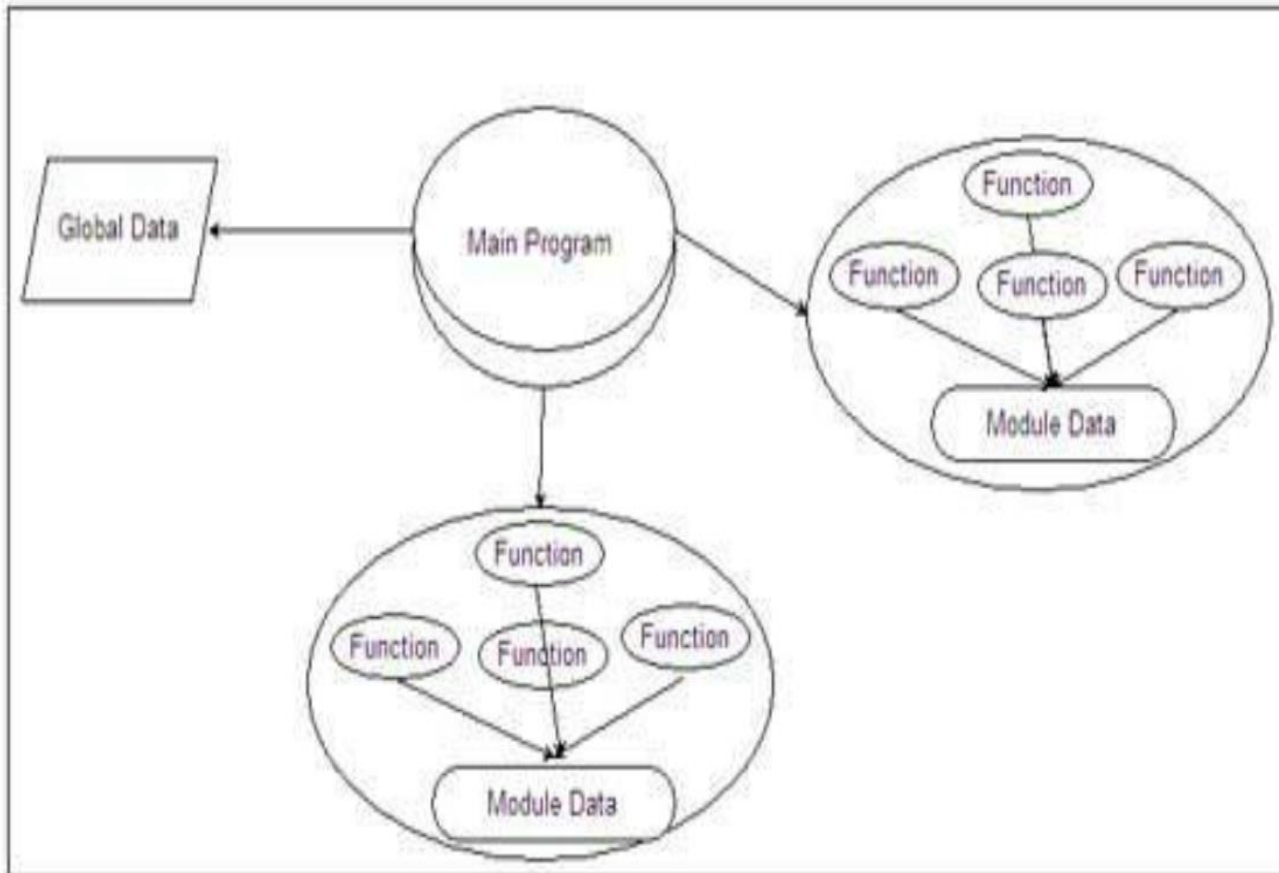 Global Data
Main Program
Function
Function
Function
Function
Module Data
Function
Function
Function
Function
Module Data